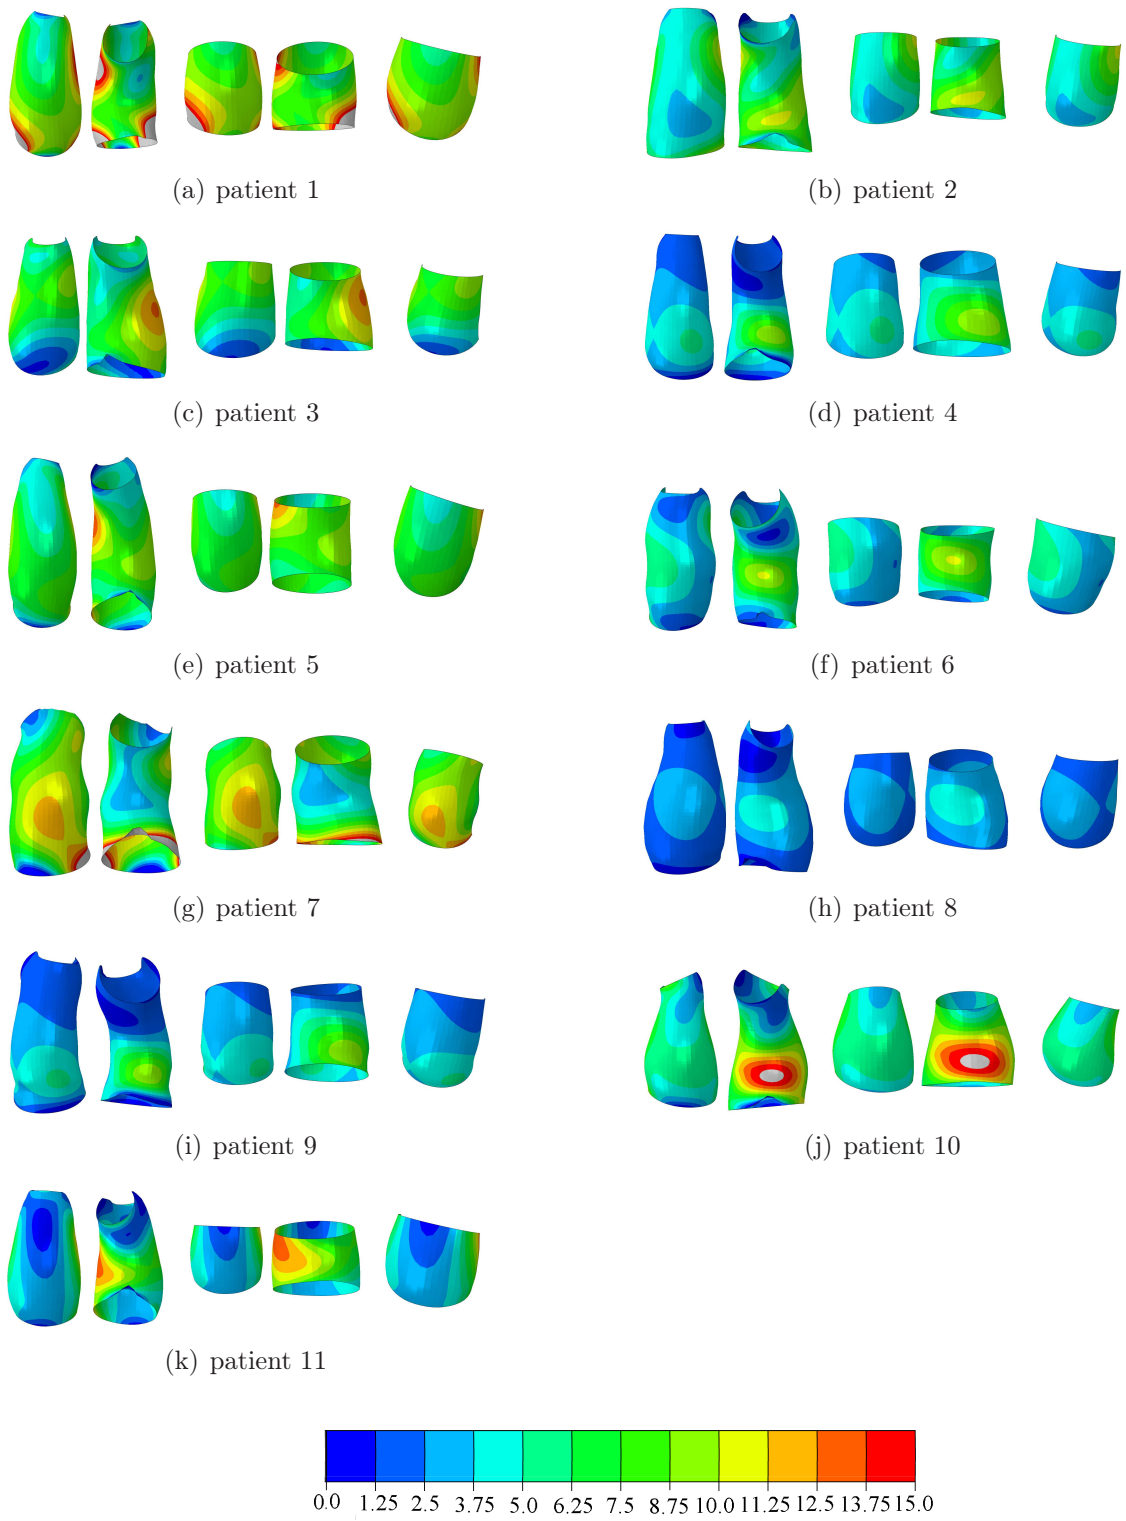 (a) patient 1
(b) patient 2
(c) patient 3
(d) patient 4
(e) patient 5
(f) patient 6
(g) patient 7
(h) patient 8
(i) patient 9
(j) patient 10
(k) patient 11
0.0 1.25 2.5 3.75 5.0 6.25 7.5 8.75 10.0 11.25 12.5 13.75 15.0